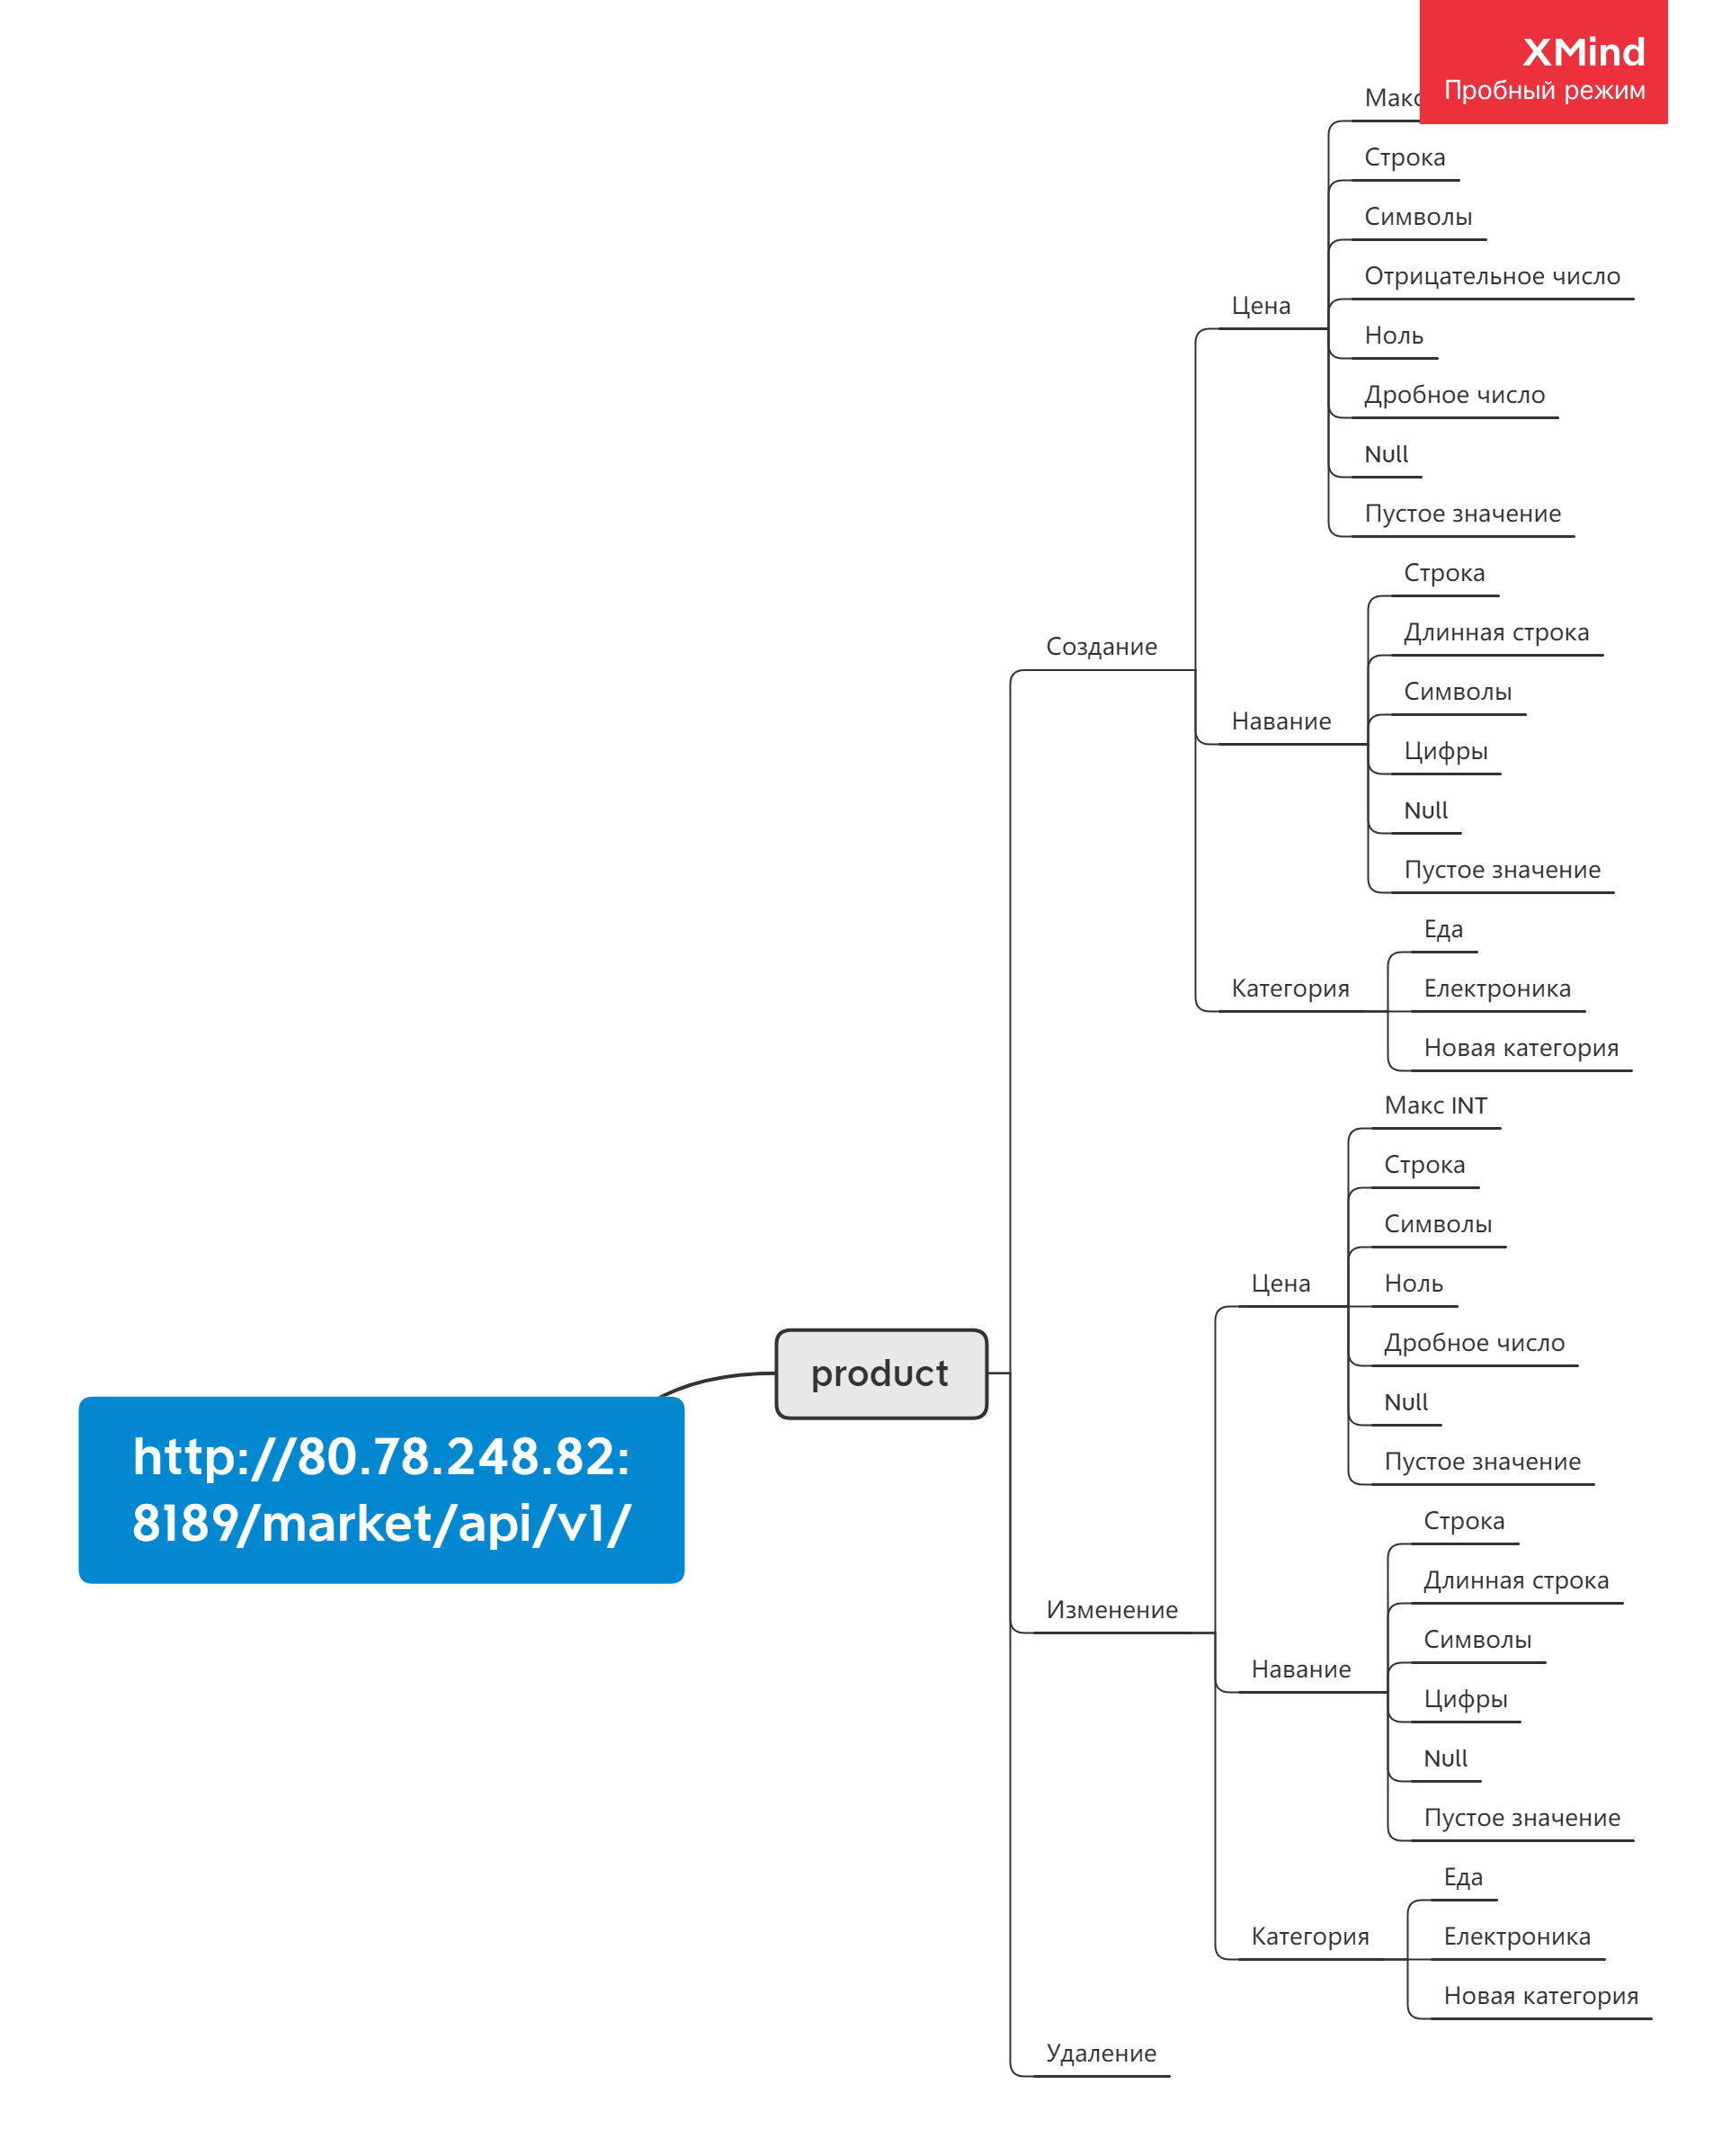 XMind
Пробный режим
Строка
Символы
Отрицательное число
Цена
Ноль
Дробное число
Null
Пустое значение
Строка
Длинная строка
Создание
Символы
Навание
Цифры
Null
Пустое значение
Еда
Категория
Електроника
Новая категория
Макс INT
Строка
Символы
Цена
Ноль
Дробное число
product
Null
http://80.78.248.82:
8189/market/api/v1/
Пустое значение
Строка
Длинная строка
Изменение
Символы
Навание
Цифры
Null
Пустое значение
Еда
Категория
Електроника
Новая категория
Удаление